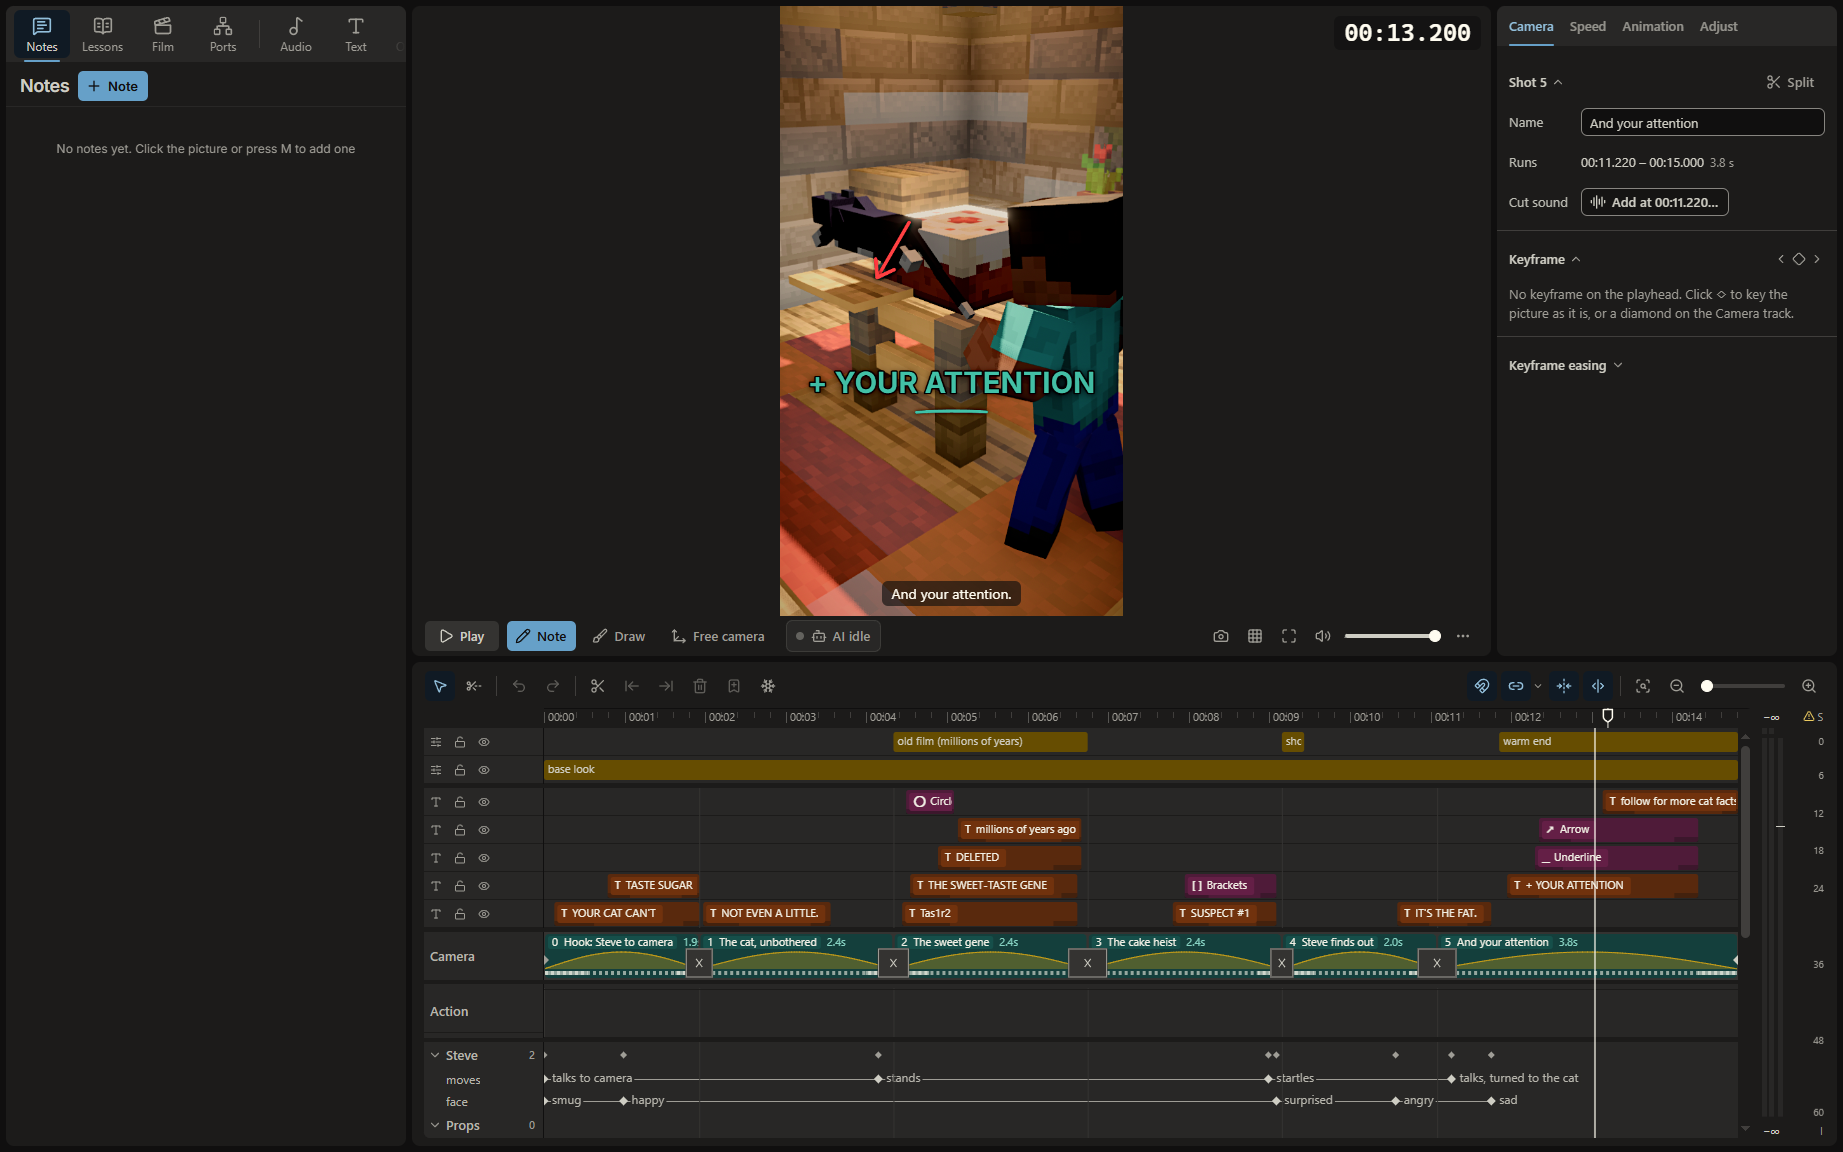 Notes
Lessons
Film
Ports
Audio
Text
Notes
+ Note
No notes yet. Click the picture or press M to add one
00:13.200
+ YOUR ATTENTION
And your attention.
Play
Note
Draw
Free camera
AI idle
Camera
Speed
Animation
Adjust
Shot 5
Split
Name
And your attention
Runs
00:11.220 – 00:15.000 3.8 s
Cut sound
Add at 00:11.220...
Keyframe
No keyframe on the playhead. Click ◇ to key the
picture as it is, or a diamond on the Camera track.
Keyframe easing
00:00 00:01 00:02 00:03 00:04 00:05 00:06 00:07 00:08 00:09 00:10 00:11 00:12 00:14
-∞ S
old film (millions of years)
shc
warm end
base look
Circl
T follow for more cat facts
T millions of years ago
Arrow
T DELETED
Underline
T TASTE SUGAR
T THE SWEET-TASTE GENE
[ ] Brackets
T + YOUR ATTENTION
T YOUR CAT CAN'T
T NOT EVEN A LITTLE.
T Tas1r2
T SUSPECT #1
T IT'S THE FAT.
Camera
0 Hook: Steve to camera 1.9
1 The cat, unbothered 2.4s
2 The sweet gene 2.4s
3 The cake heist 2.4s
4 Steve finds out 2.0s
5 And your attention 3.8s
X X X X X
Action
Steve 2
moves
talks to camera
stands
startles
talks, turned to the cat
face
smug
happy
surprised
angry
sad
Props 0
0
6
12
18
24
36
48
60
-∞